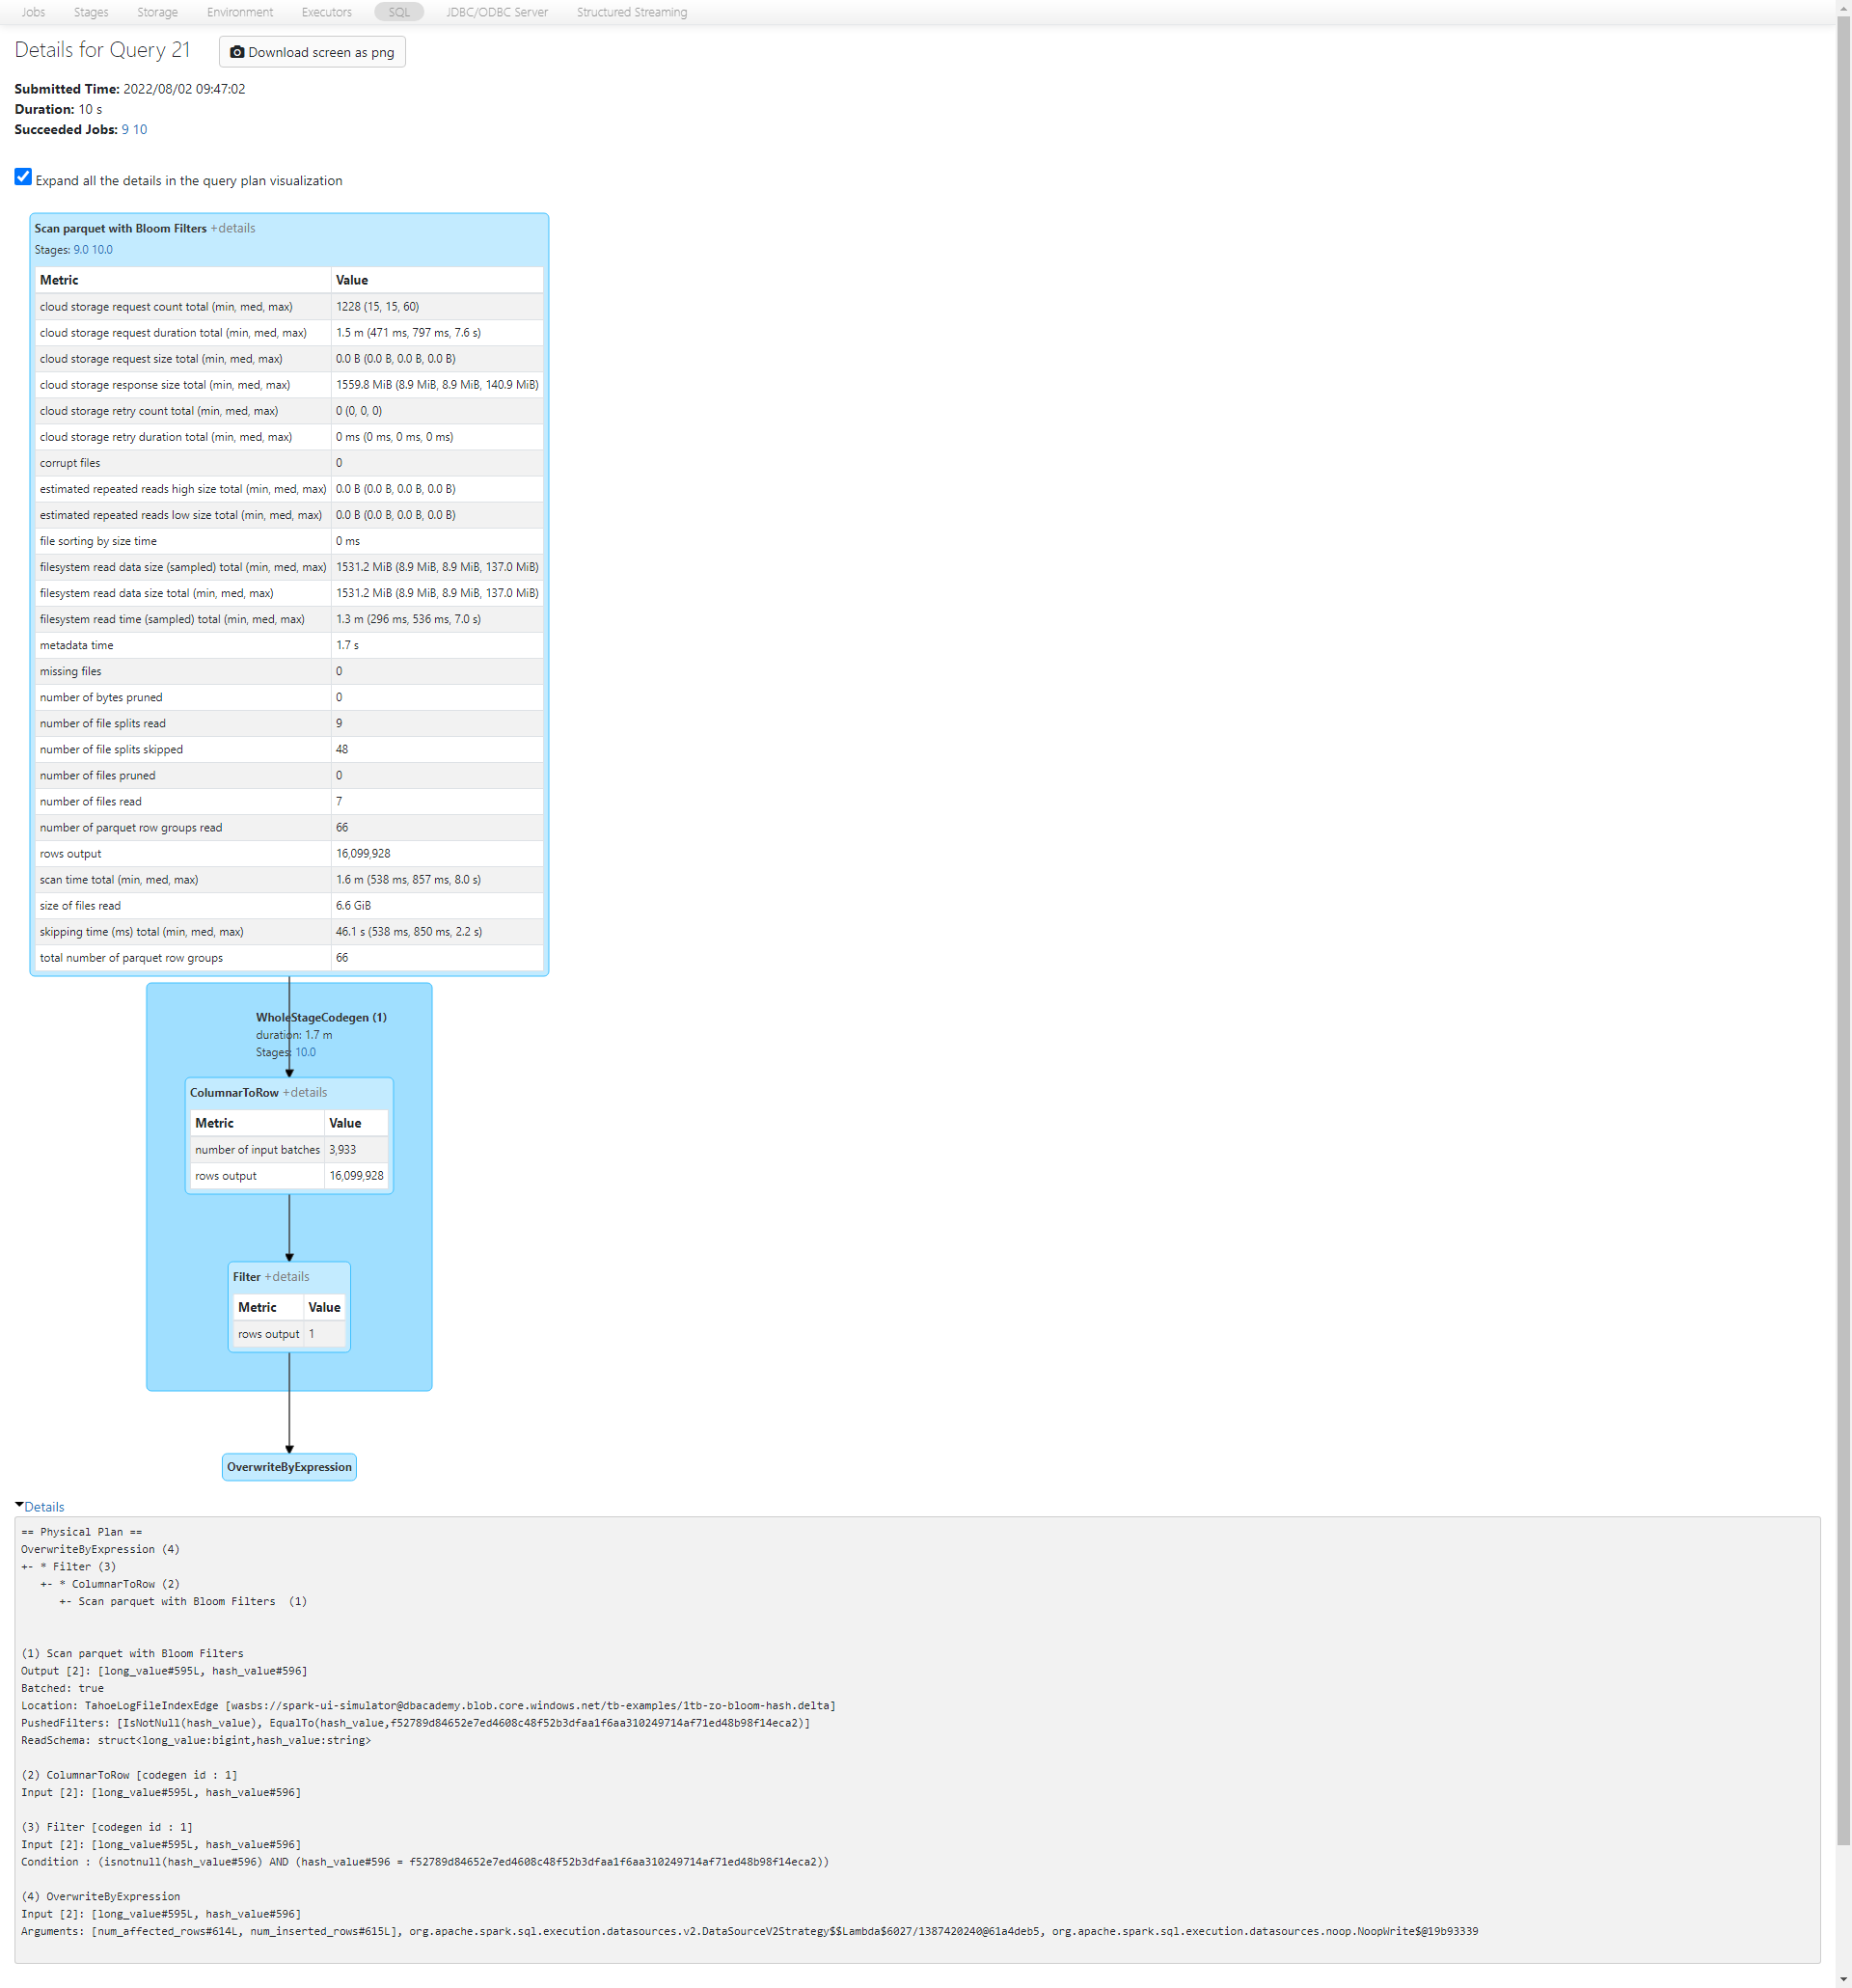 Jobs Stages Storage Environment Executors SQL JDBC/ODBC Server Structured Streaming
Details for Query 21 Download screen as png
Submitted Time: 2022/08/02 09:47:02
Duration: 10 s
Succeeded Jobs: 9 10
Expand all the details in the query plan visualization
Scan parquet with Bloom Filters +details
Stages: 9.0 10.0
Metric Value
cloud storage request count total (min, med, max) 1228 (15, 15, 60)
cloud storage request duration total (min, med, max) 1.5 m (471 ms, 797 ms, 7.6 s)
cloud storage request size total (min, med, max) 0.0 B (0.0 B, 0.0 B, 0.0 B)
cloud storage response size total (min, med, max) 1559.8 MiB (8.9 MiB, 8.9 MiB, 140.9 MiB)
cloud storage retry count total (min, med, max) 0 (0, 0, 0)
cloud storage retry duration total (min, med, max) 0 ms (0 ms, 0 ms, 0 ms)
corrupt files 0
estimated repeated reads high size total (min, med, max) 0.0 B (0.0 B, 0.0 B, 0.0 B)
estimated repeated reads low size total (min, med, max) 0.0 B (0.0 B, 0.0 B, 0.0 B)
file sorting by size time 0 ms
filesystem read data size (sampled) total (min, med, max) 1531.2 MiB (8.9 MiB, 8.9 MiB, 137.0 MiB)
filesystem read data size total (min, med, max) 1531.2 MiB (8.9 MiB, 8.9 MiB, 137.0 MiB)
filesystem read time (sampled) total (min, med, max) 1.3 m (296 ms, 536 ms, 7.0 s)
metadata time 1.7 s
missing files 0
number of bytes pruned 0
number of file splits read 9
number of file splits skipped 48
number of files pruned 0
number of files read 7
number of parquet row groups read 66
rows output 16,099,928
scan time total (min, med, max) 1.6 m (538 ms, 857 ms, 8.0 s)
size of files read 6.6 GiB
skipping time (ms) total (min, med, max) 46.1 s (538 ms, 850 ms, 2.2 s)
total number of parquet row groups 66
WholeStageCodegen (1)
duration: 1.7 m
Stages: 10.0
ColumnarToRow +details
Metric Value
number of input batches 3,933
rows output 16,099,928
Filter +details
Metric Value
rows output 1
OverwriteByExpression
Details
== Physical Plan ==
OverwriteByExpression (4)
+- * Filter (3)
+- * ColumnarToRow (2)
+- Scan parquet with Bloom Filters (1)
(1) Scan parquet with Bloom Filters
Output [2]: [long_value#595L, hash_value#596]
Batched: true
Location: TahoeLogFileIndexEdge [wasbs://spark-ui-simulator@dbacademy.blob.core.windows.net/tb-examples/1tb-zo-bloom-hash.delta]
PushedFilters: [IsNotNull(hash_value), EqualTo(hash_value,f52789d84652e7ed4608c48f52b3dfaa1f6aa310249714af71ed48b98f14eca2)]
ReadSchema: struct<long_value:bigint,hash_value:string>
(2) ColumnarToRow [codegen id : 1]
Input [2]: [long_value#595L, hash_value#596]
(3) Filter [codegen id : 1]
Input [2]: [long_value#595L, hash_value#596]
Condition : (isnotnull(hash_value#596) AND (hash_value#596 = f52789d84652e7ed4608c48f52b3dfaa1f6aa310249714af71ed48b98f14eca2))
(4) OverwriteByExpression
Input [2]: [long_value#595L, hash_value#596]
Arguments: [num_affected_rows#614L, num_inserted_rows#615L], org.apache.spark.sql.execution.datasources.v2.DataSourceV2Strategy$$Lambda$6027/1387420240@61a4deb5, org.apache.spark.sql.execution.datasources.noop.NoopWrite$@19b93339